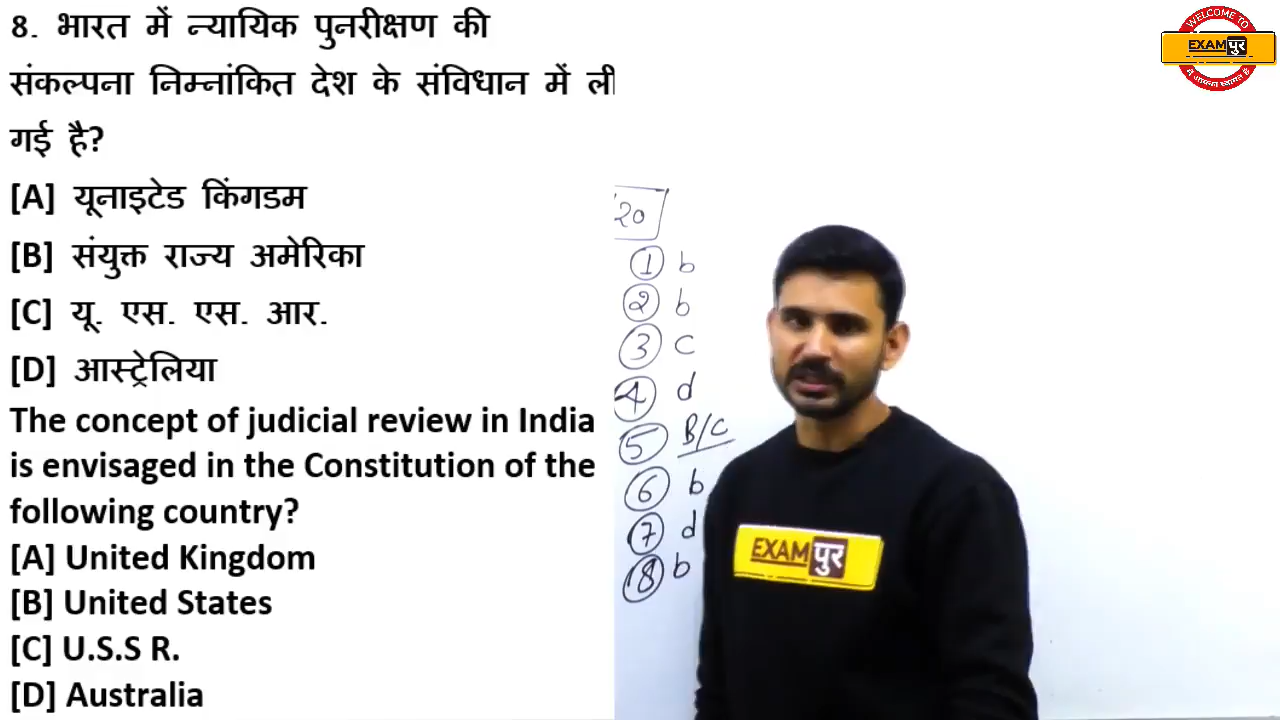 8. भारत में न्यायिक पुनरीक्षण की
संकल्पना निम्नांकित देश के संविधान में ली
गई है?
[A] यूनाइटेड किंगडम
[B] संयुक्त राज्य अमेरिका
[C] यू. एस. एस. आर.
[D] आस्ट्रेलिया
The concept of judicial review in India
is envisaged in the Constitution of the
following country?
[A] United Kingdom
[B] United States
[C] U.S.S R.
[D] Australia
20
1 b
2 b
3 c
4 d
5 B/C
6 b
7 d
8 b
EXAMपुर
WELCOME TO
EXAMपुर